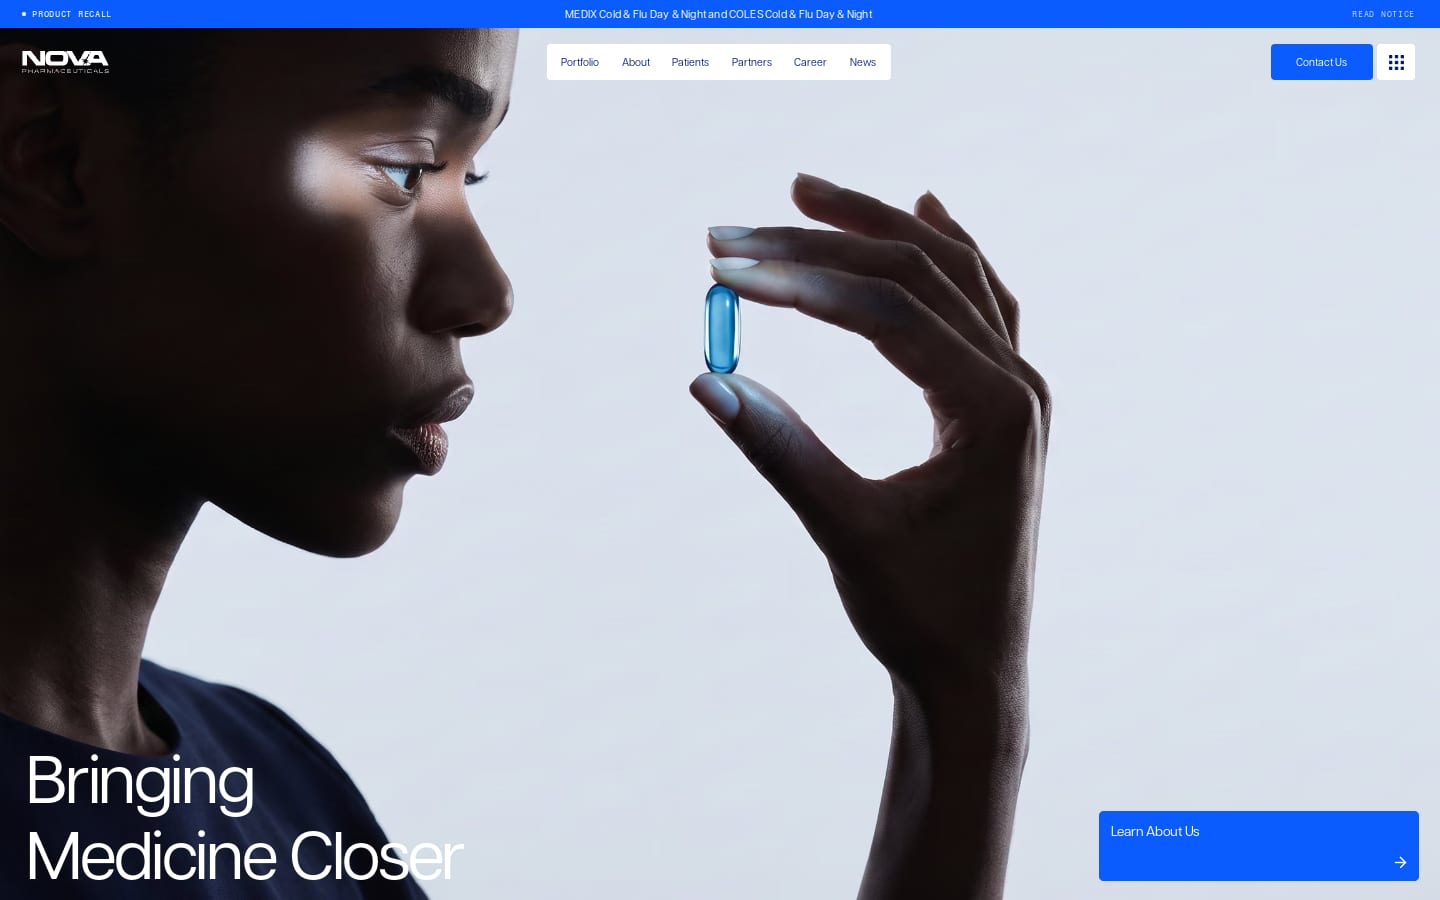 PRODUCT RECALL
MEDIX Cold & Flu Day & Night and COLES Cold & Flu Day & Night
READ NOTICE
NOVA
PHARMACEUTICALS
Portfolio
About
Patients
Partners
Career
News
Contact Us
Bringing
Medicine Closer
Learn About Us